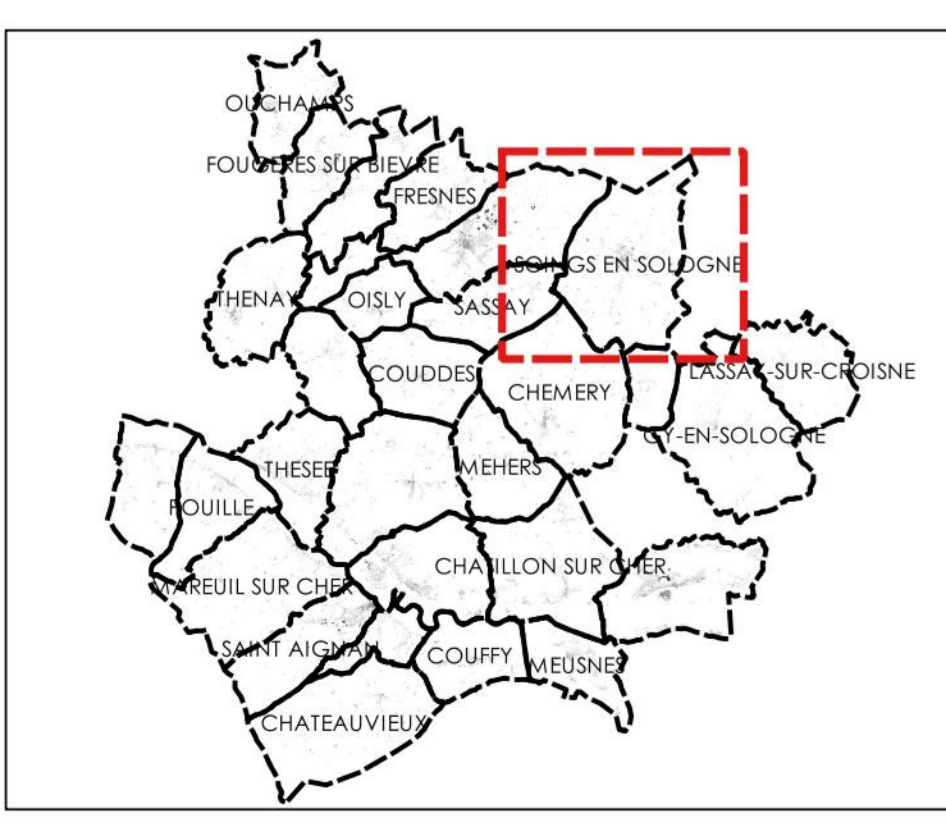 OUCHAMPS
FOUGERES SUR BIEVRE
FRESNES
SOINGS EN SOLOGNE
THENAY
OISLY
SASSAY
COUDDES
LASSAY-SUR-CROISNE
CHEMERY
GY-EN-SOLOGNE
THESEE
MEHERS
POUILLE
CHATILLON SUR CHER
MAREUIL SUR CHER
SAINT AIGNAN
COUFFY
MEUSNES
CHATEAUVIEUX